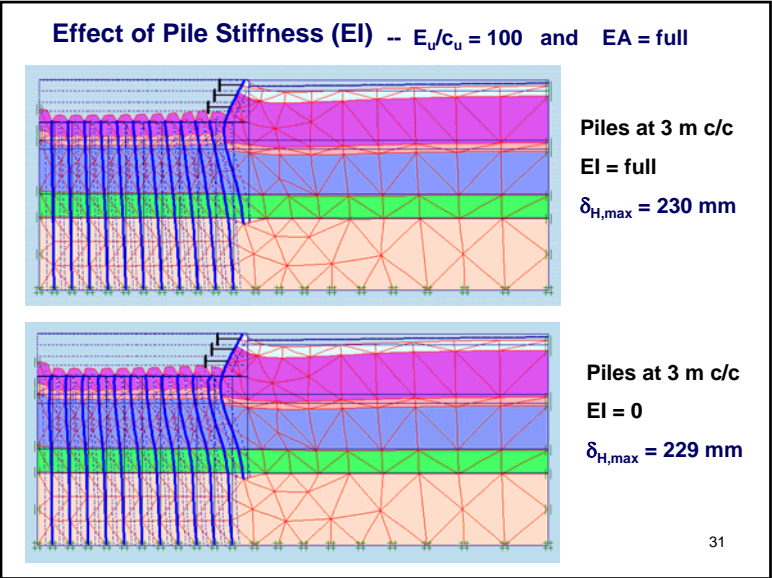 Effect of Pile Stiffness (EI) -- Eᵤ/cᵤ = 100 and EA = full
Piles at 3 m c/c
EI = full
δH,max = 230 mm
Piles at 3 m c/c
EI = 0
δH,max = 229 mm
31